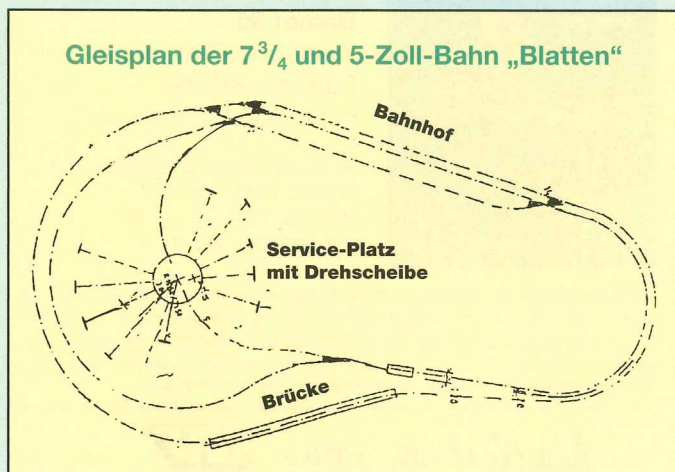 Gleisplan der 7 3/4 und 5-Zoll-Bahn „Blatten“
Bahnhof
Service-Platz
mit Drehscheibe
Brücke